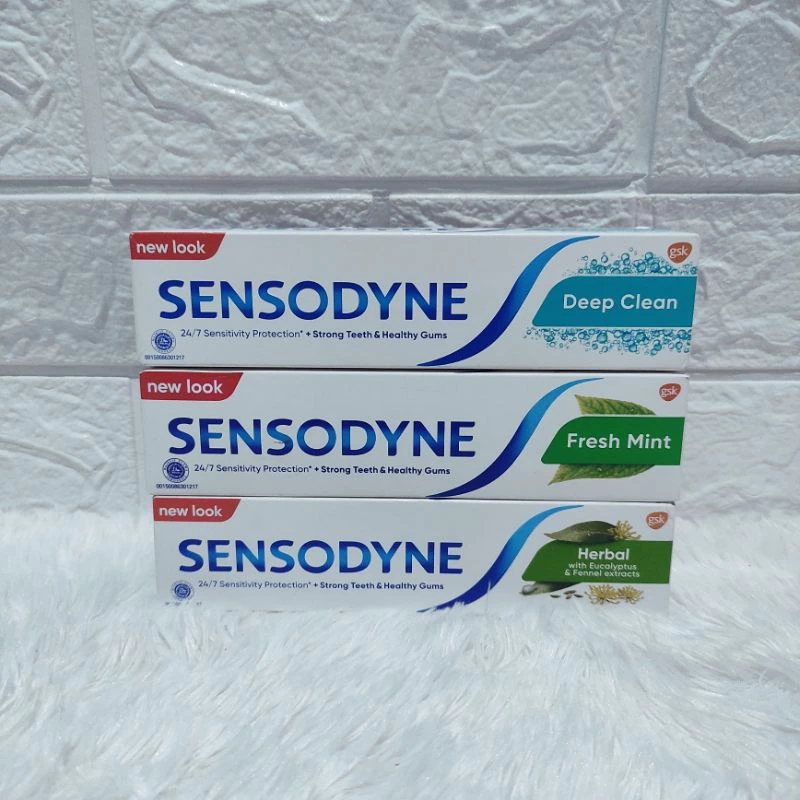 new look
gsk
SENSODYNE
Deep Clean
24/7 Sensitivity Protection* + Strong Teeth & Healthy Gums
00150086301217
new look
gsk
SENSODYNE
Fresh Mint
24/7 Sensitivity Protection* + Strong Teeth & Healthy Gums
00150086301217
new look
gsk
SENSODYNE
Herbal
with Eucalyptus
& Fennel extracts
24/7 Sensitivity Protection* + Strong Teeth & Healthy Gums